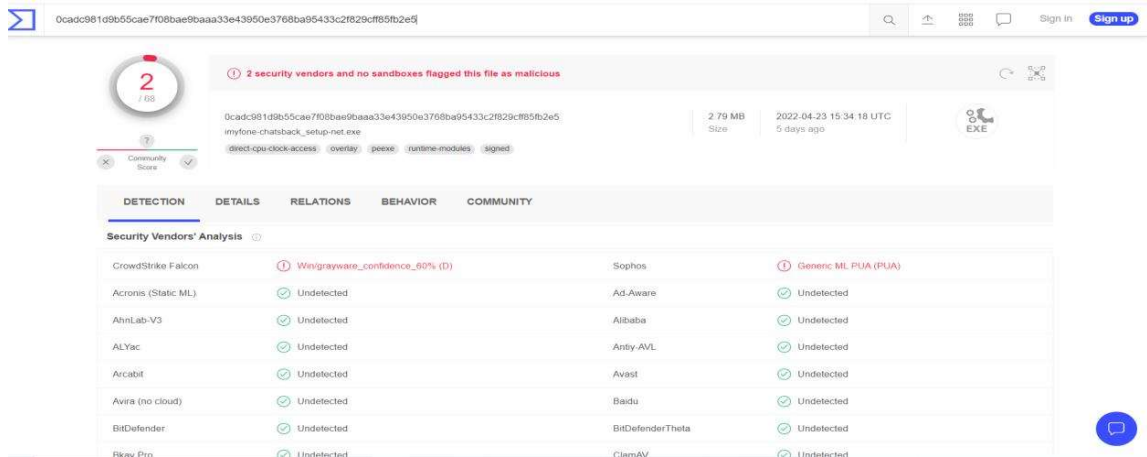 0cadc981d9b55cae7f08bae9baaa33e43950e3768ba95433c2f829cff85fb2e5
Sign in
Sign up
2
/ 68
?
Community
Score
2 security vendors and no sandboxes flagged this file as malicious
0cadc981d9b55cae7f08bae9baaa33e43950e3768ba95433c2f829cff85fb2e5
imyfone-chatsback_setup-net.exe
direct-cpu-clock-access overlay peexe runtime-modules signed
2.79 MB
Size
2022-04-23 15:34:18 UTC
5 days ago
EXE
DETECTION DETAILS RELATIONS BEHAVIOR COMMUNITY
Security Vendors' Analysis
CrowdStrike Falcon Win/grayware_confidence_60% (D) Sophos Generic ML PUA (PUA)
Acronis (Static ML) Undetected Ad-Aware Undetected
AhnLab-V3 Undetected Alibaba Undetected
ALYac Undetected Antiy-AVL Undetected
Arcabit Undetected Avast Undetected
Avira (no cloud) Undetected Baidu Undetected
BitDefender Undetected BitDefenderTheta Undetected
Bkav Pro Undetected ClamAV Undetected